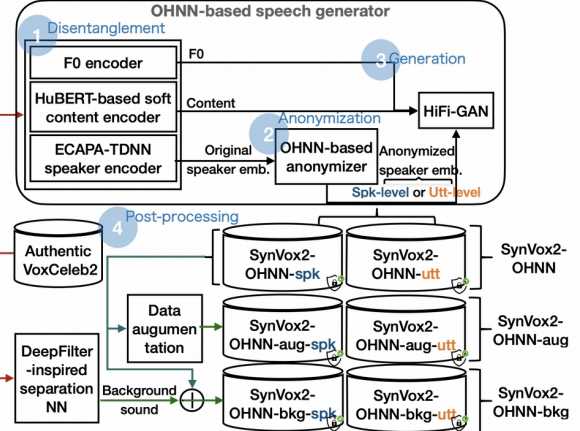 OHNN-based speech generator
1
Disentanglement
F0 encoder
HuBERT-based soft
content encoder
ECAPA-TDNN
speaker encoder
F0
Content
Original
speaker emb.
2
Anonymization
OHNN-based
anonymizer
3
Generation
HiFi-GAN
Anonymized
speaker emb.
Spk-level or Utt-level
4
Post-processing
Authentic
VoxCeleb2
SynVox2-
OHNN-spk
SynVox2-
OHNN-utt
SynVox2-
OHNN
Data
augumen
tation
SynVox2-
OHNN-aug-spk
SynVox2-
OHNN-aug-utt
SynVox2-
OHNN-aug
DeepFilter
-inspired
separation
NN
Background
sound
SynVox2-
OHNN-bkg-spk
SynVox2-
OHNN-bkg-utt
SynVox2-
OHNN-bkg